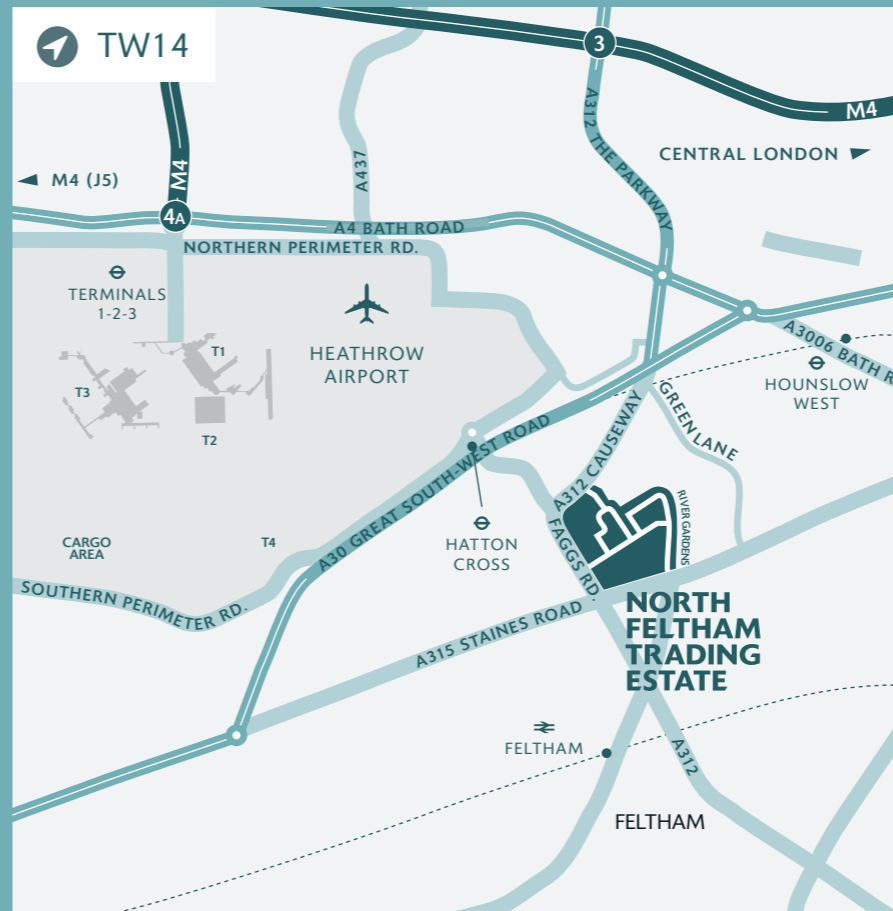 TW14
3
M4
A312 THE PARKWAY
CENTRAL LONDON
M4 (J5)
M4
A437
4A
A4 BATH ROAD
NORTHERN PERIMETER RD.
TERMINALS
1-2-3
HEATHROW
AIRPORT
T1
T3
T2
A3006 BATH R
HOUNSLOW
WEST
GREEN LANE
A312 CAUSEWAY
A30 GREAT SOUTH-WEST ROAD
HATTON
CROSS
FAGGS RD.
RIVER GARDENS
CARGO
AREA
T4
SOUTHERN PERIMETER RD.
A315 STAINES ROAD
NORTH
FELTHAM
TRADING
ESTATE
FELTHAM
A312
FELTHAM